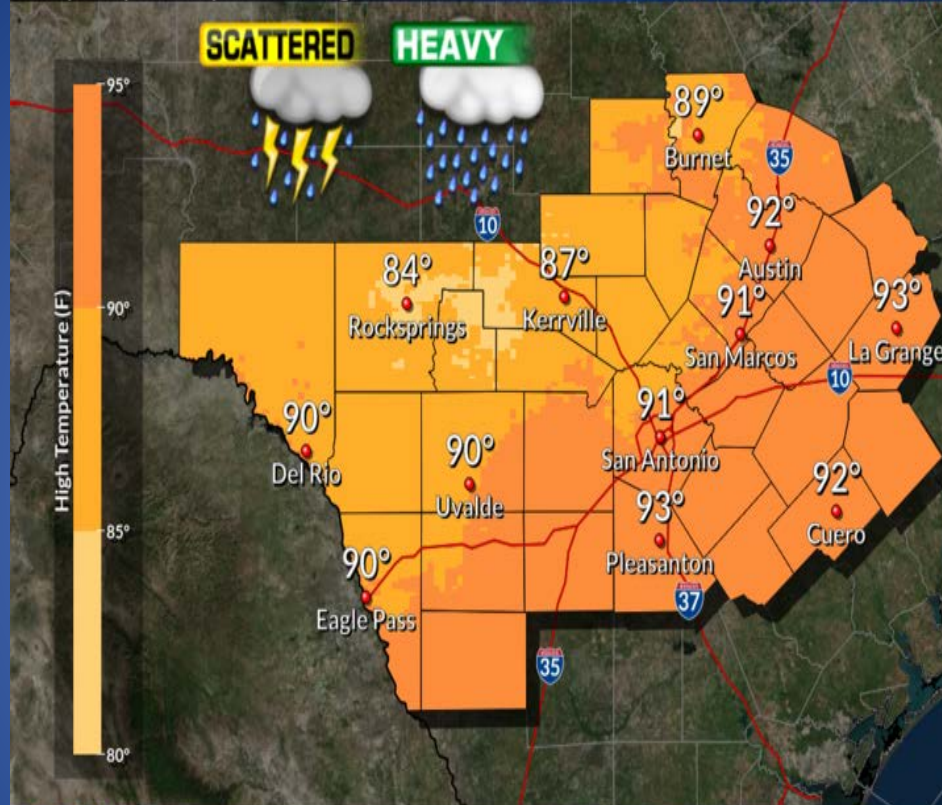 SCATTERED
HEAVY
High Temperature (F)
95°
90°
85°
80°
89°
Burnet
35
92°
Austin
10
84°
Rocksprings
87°
Kerrville
91°
San Marcos
93°
La Grange
10
90°
Del Rio
90°
Uvalde
91°
San Antonio
93°
Pleasanton
92°
Cuero
90°
Eagle Pass
37
35